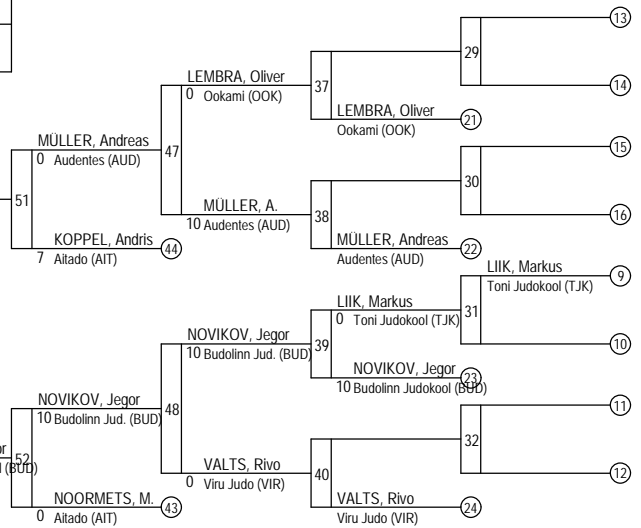 13
29
14
LEMBRA, Oliver
0 Ookami (OOK)
37
LEMBRA, Oliver
Ookami (OOK)
21
MÜLLER, Andreas
0 Audentes (AUD)
47
15
30
16
51
MÜLLER, A.
10 Audentes (AUD)
38
KOPPEL, Andris
7 Aitado (AIT)
44
MÜLLER, Andreas
Audentes (AUD)
22
LIIK, Markus
Toni Judokool (TJK)
9
LIIK, Markus
0 Toni Judokool (TJK)
31
NOVIKOV, Jegor
10 Budolinn Jud. (BUD)
39
10
NOVIKOV, Jegor
10 Budolinn Judokool (BUD)
23
NOVIKOV, Jegor
10 Budolinn Jud. (BUD)
48
11
32
12
or
(BUD)
52
VALTS, Rivo
0 Viru Judo (VIR)
40
NOORMETS, M.
0 Aitado (AIT)
43
VALTS, Rivo
Viru Judo (VIR)
24